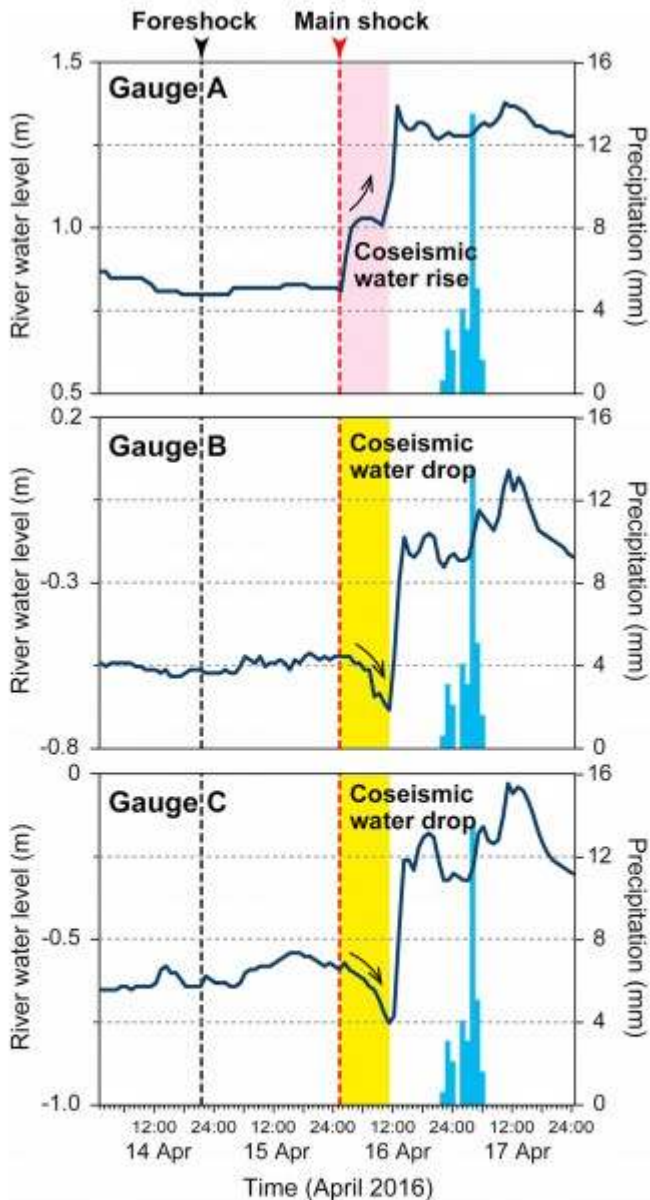 Foreshock Main shock
1.5 16
Gauge A
12
1.0 8
Coseismic
water rise
4
0.5 0
River water level (m)
Precipitation (mm)
0.2 16
Gauge B
Coseismic
water drop
12
-0.3 8
4
-0.8 0
River water level (m)
Precipitation (mm)
0 16
Gauge C
Coseismic
water drop
12
-0.5 8
4
-1.0 0
River water level (m)
Precipitation (mm)
12:00 24:00 12:00 24:00 12:00 24:00 12:00 24:00
14 Apr 15 Apr 16 Apr 17 Apr
Time (April 2016)